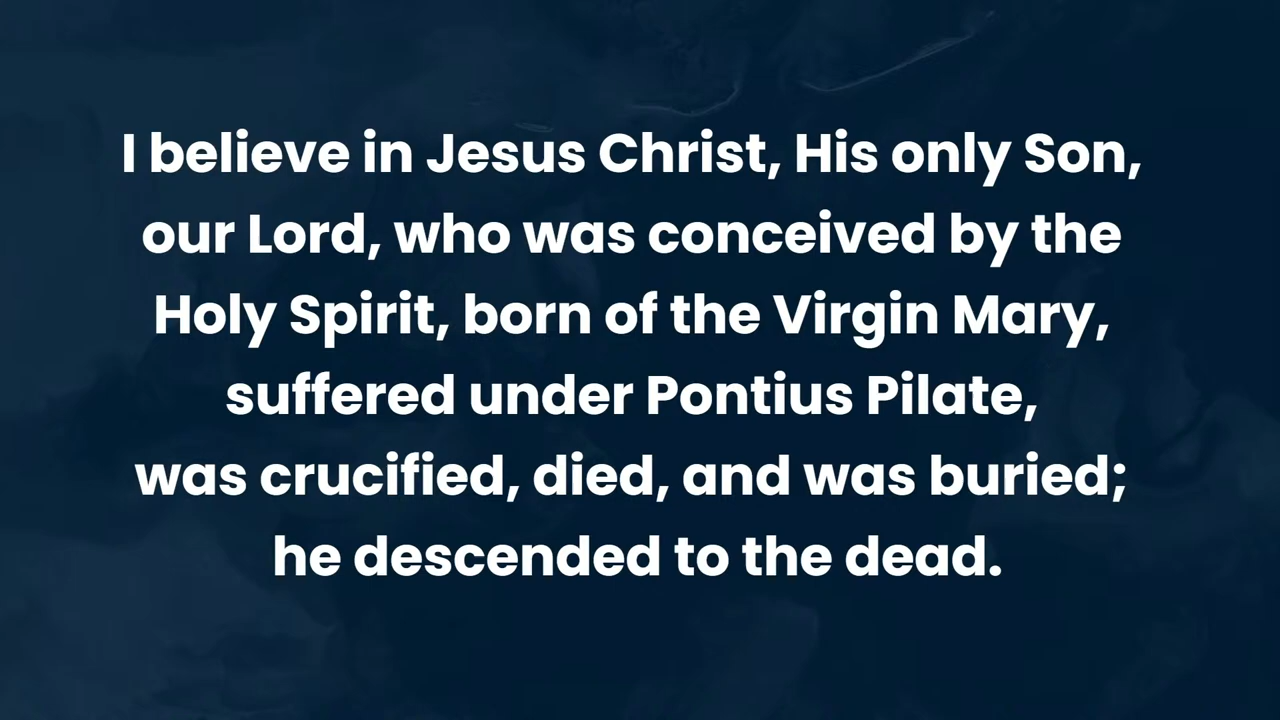 I believe in Jesus Christ, His only Son,
our Lord, who was conceived by the
Holy Spirit, born of the Virgin Mary,
suffered under Pontius Pilate,
was crucified, died, and was buried;
he descended to the dead.